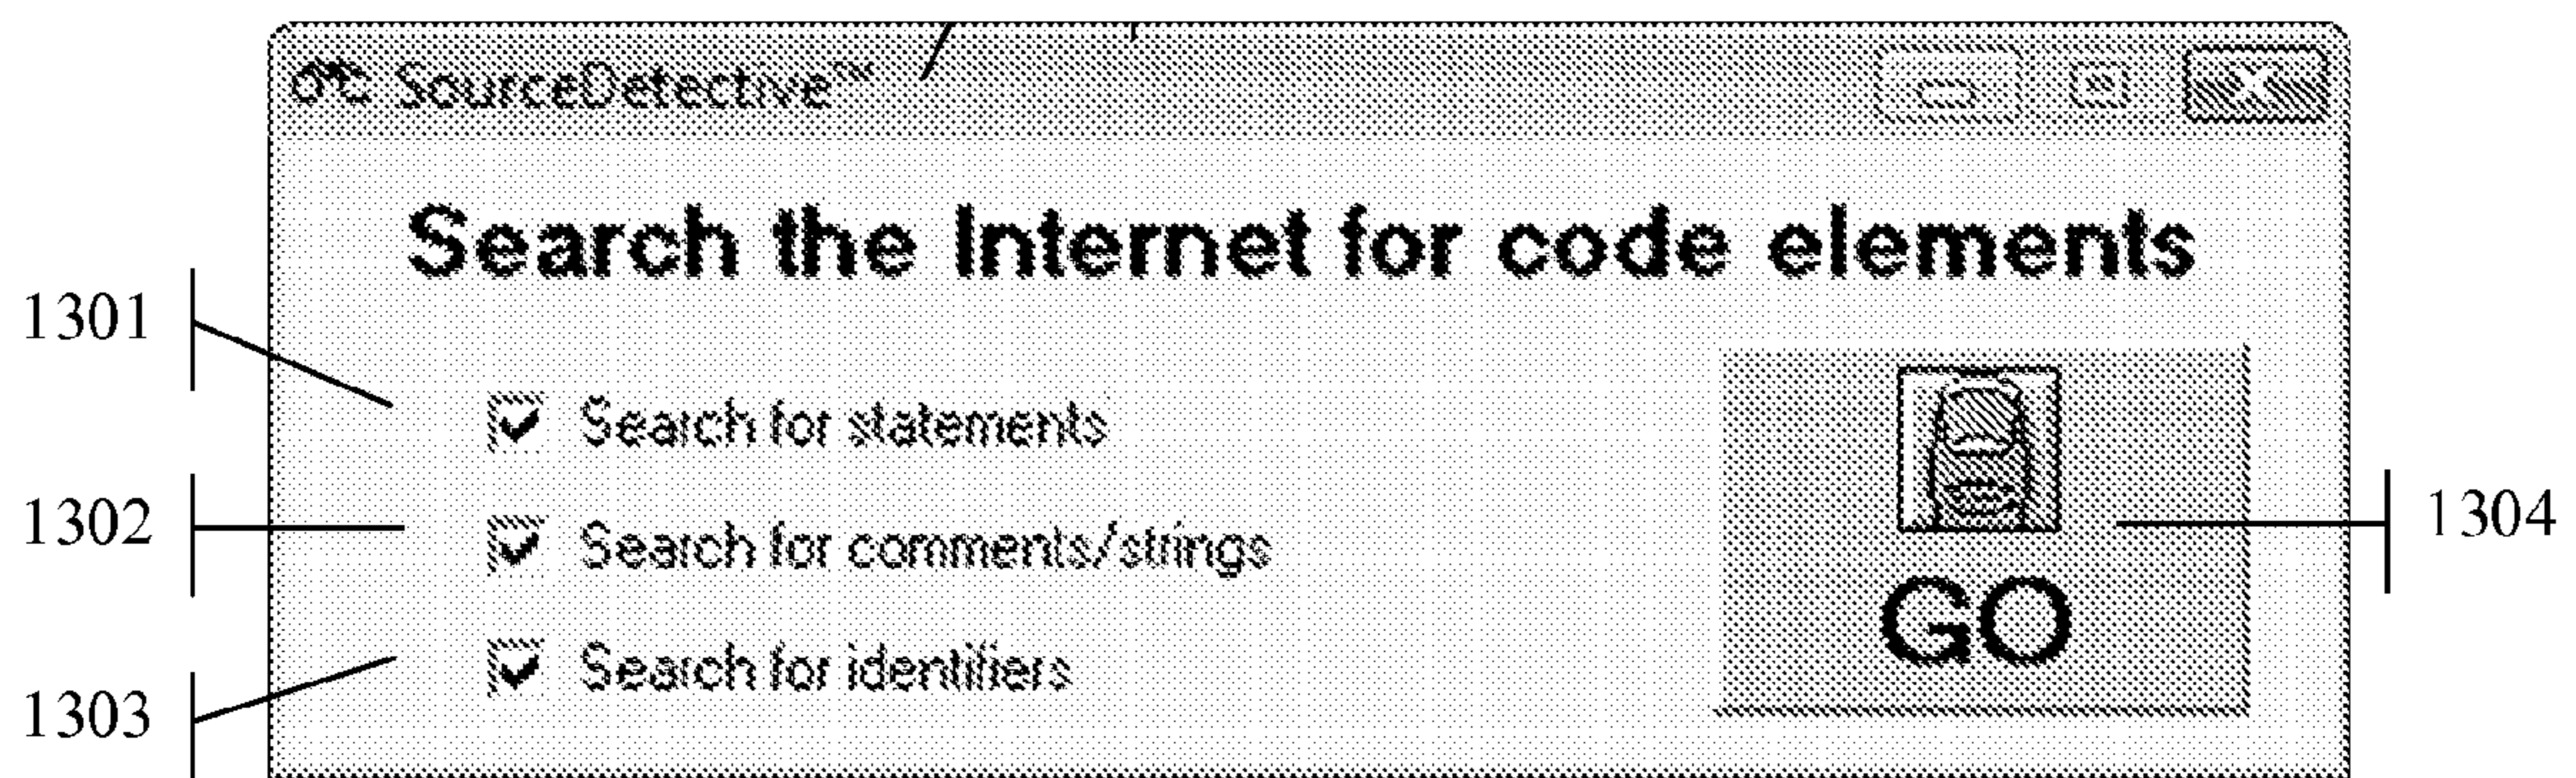 SourceDetective™
Search the Internet for code elements
1301
Search for statements
1302
Search for comments/strings
1304
GO
1303
Search for identifiers